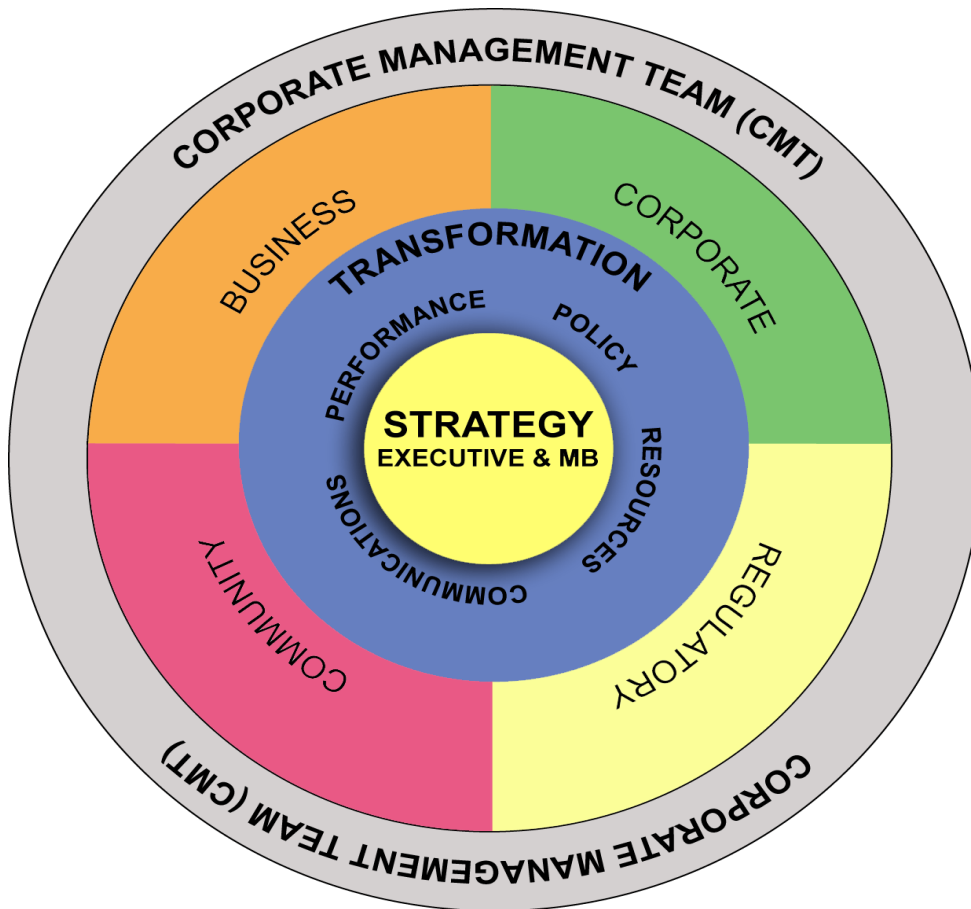 CORPORATE MANAGEMENT TEAM (CMT)
BUSINESS
CORPORATE
TRANSFORMATION
PERFORMANCE
POLICY
STRATEGY
EXECUTIVE & MB
RESOURCES
COMMUNICATIONS
COMMUNITY
REGULATORY
CORPORATE MANAGEMENT TEAM (CMT)